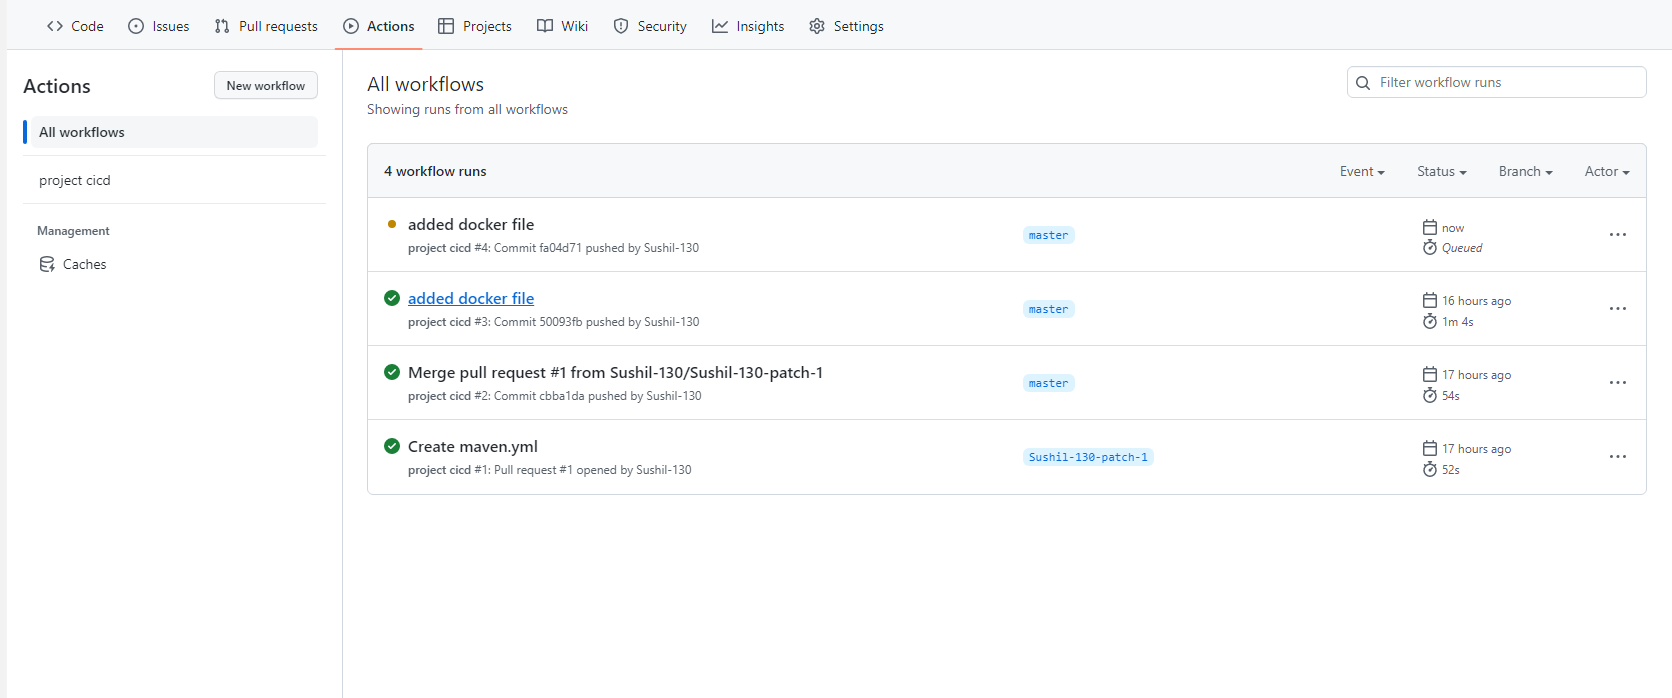 Code Issues Pull requests Actions Projects Wiki Security Insights Settings
Actions
New workflow
All workflows
project cicd
Management
Caches
All workflows
Showing runs from all workflows
Filter workflow runs
4 workflow runs
Event Status Branch Actor
added docker file
project cicd #4: Commit fa04d71 pushed by Sushil-130
master
now
Queued
added docker file
project cicd #3: Commit 50093fb pushed by Sushil-130
master
16 hours ago
1m 4s
Merge pull request #1 from Sushil-130/Sushil-130-patch-1
project cicd #2: Commit cbba1da pushed by Sushil-130
master
17 hours ago
54s
Create maven.yml
project cicd #1: Pull request #1 opened by Sushil-130
Sushil-130-patch-1
17 hours ago
52s